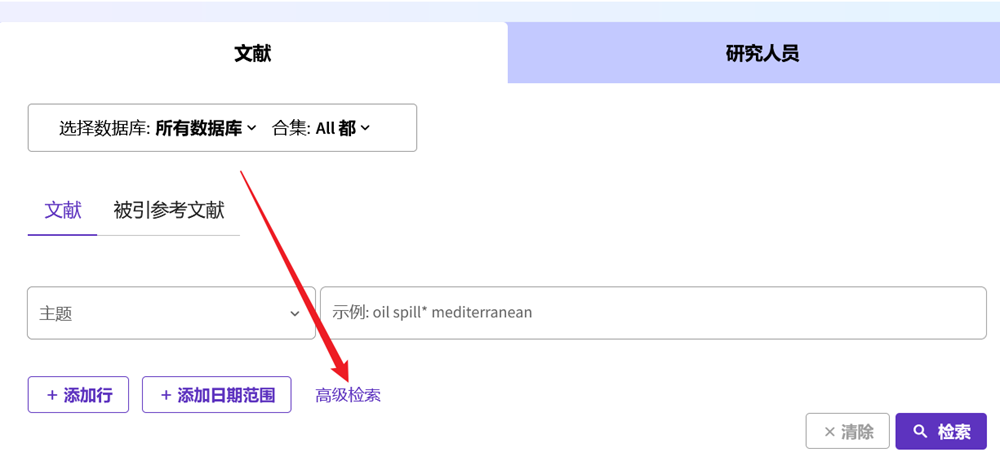 文献 研究人员
选择数据库: 所有数据库 合集: All 都
文献 被引参考文献
主题 示例: oil spill* mediterranean
+ 添加行 + 添加日期范围 高级检索
× 清除 检索